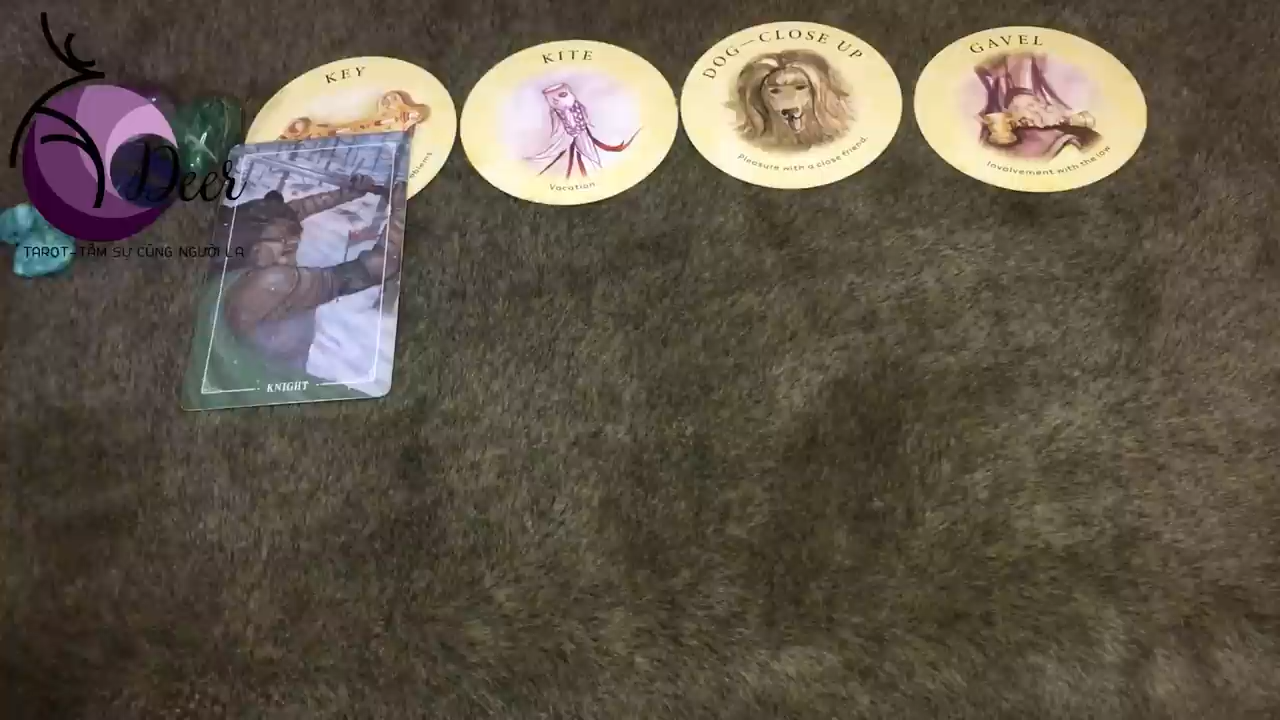 KEY
KITE
Vacation
DOG—CLOSE UP
Pleasure with a close friend.
GAVEL
Involvement with the law
Deer
TAROT-TÂM SỰ CÙNG NGƯỜI LẠ
KNIGHT